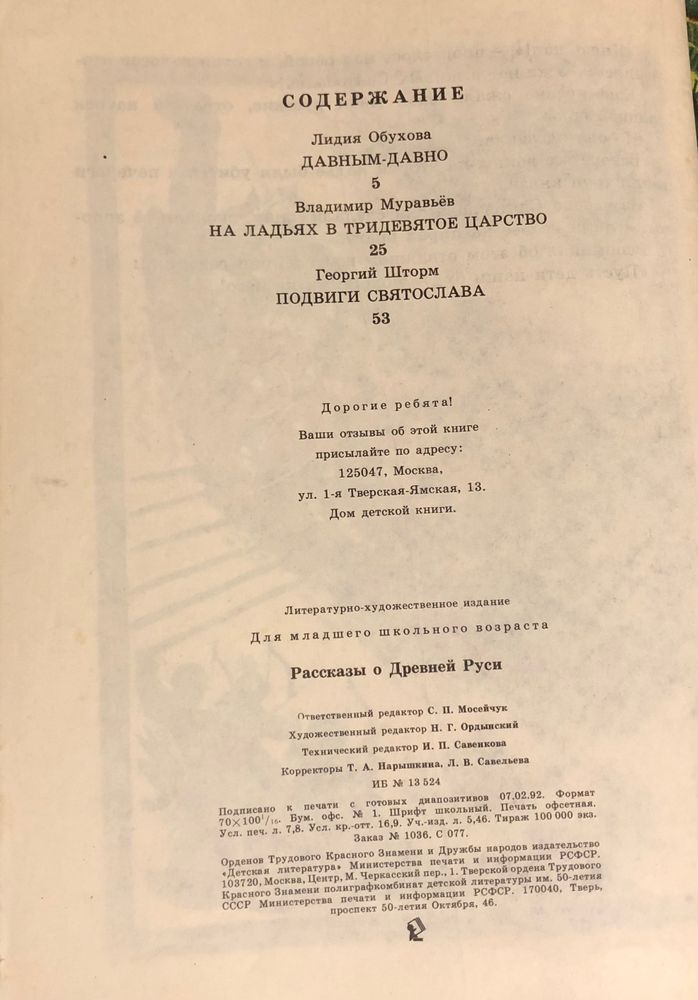 СОДЕРЖАНИЕ
Лидия Обухова
ДАВНЫМ-ДАВНО
5
Владимир Муравьёв
НА ЛАДЬЯХ В ТРИДЕВЯТОЕ ЦАРСТВО
25
Георгий Шторм
ПОДВИГИ СВЯТОСЛАВА
53
Дорогие ребята!
Ваши отзывы об этой книге
присылайте по адресу:
125047, Москва,
ул. 1-я Тверская-Ямская, 13.
Дом детской книги.
Литературно-художественное издание
Для младшего школьного возраста
Рассказы о Древней Руси
Ответственный редактор С. П. Мосейчук
Художественный редактор Н. Г. Ордынский
Технический редактор И. П. Савенкова
Корректоры Т. А. Нарышкина, Л. В. Савельева
ИБ № 13 524
Подписано к печати с готовых диапозитивов 07.02.92. Формат
70×100¹/₁₆. Бум. офс. № 1. Шрифт школьный. Печать офсетная.
Усл. печ. л. 7,8. Усл. кр.-отт. 16,9. Уч.-изд. л. 5,46. Тираж 100 000 экз.
Заказ № 1036. С 077.
Орденов Трудового Красного Знамени и Дружбы народов издательство
«Детская литература» Министерства печати и информации РСФСР.
103720, Москва, Центр, М. Черкасский пер., 1. Тверской ордена Трудового
Красного Знамени полиграфкомбинат детской литературы им. 50-летия
СССР Министерства печати и информации РСФСР. 170040, Тверь,
проспект 50-летия Октября, 46.